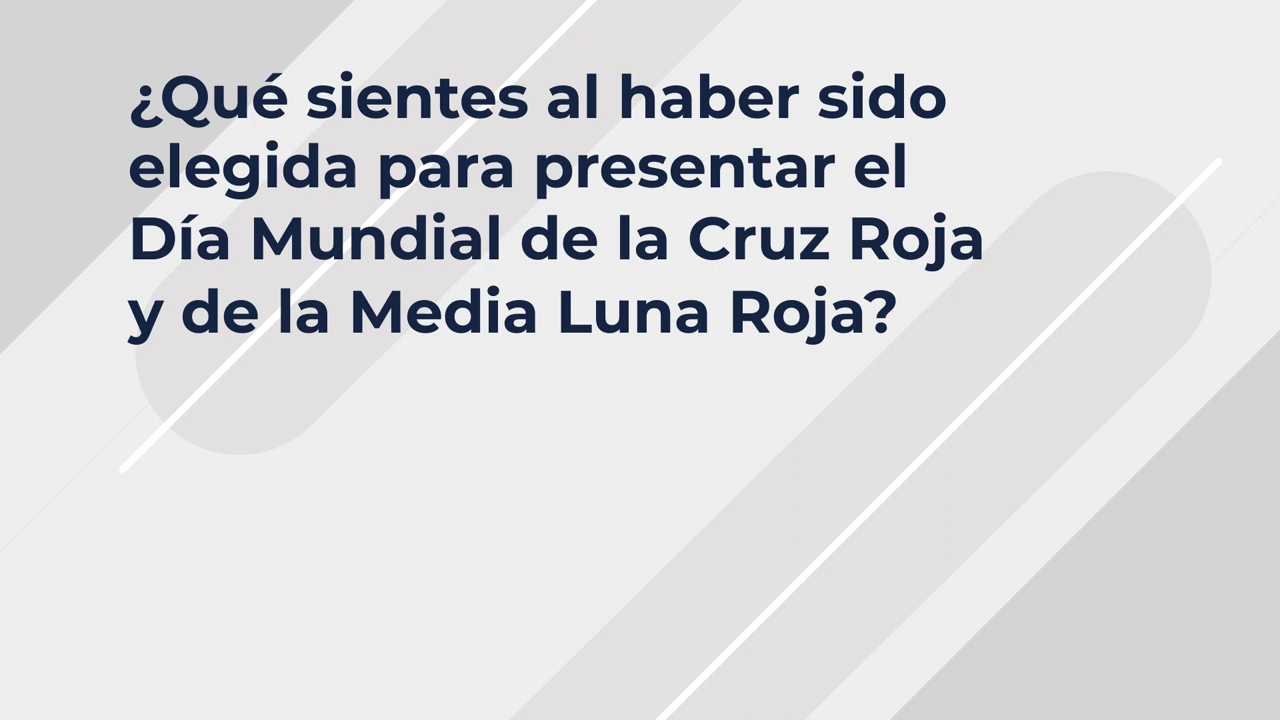 ¿Qué sientes al haber sido
elegida para presentar el
Día Mundial de la Cruz Roja
y de la Media Luna Roja?